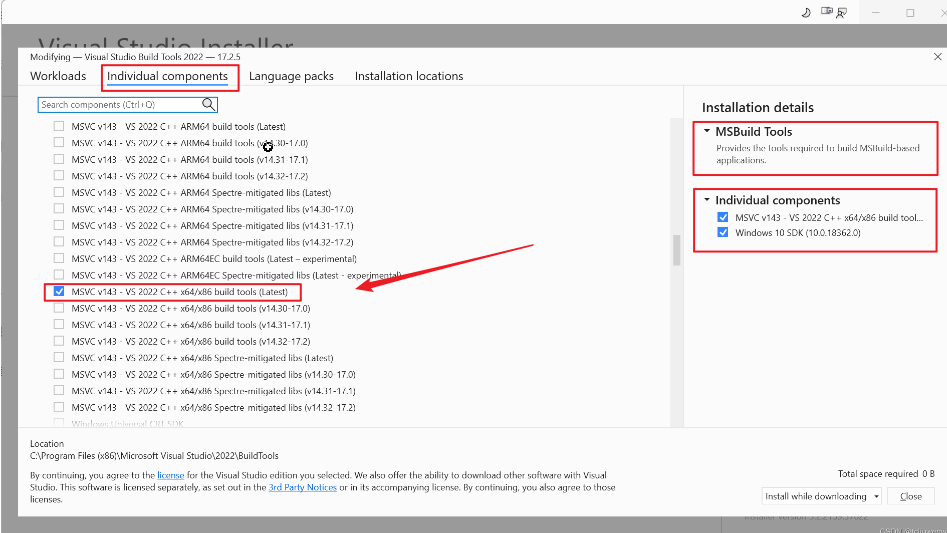 Visual Studio Installer
Modifying — Visual Studio Build Tools 2022 — 17.2.5
Workloads
Individual components
Language packs
Installation locations
Search components (Ctrl+Q)
MSVC v143 - VS 2022 C++ ARM64 build tools (Latest)
MSVC v143 - VS 2022 C++ ARM64 build tools (v14.30-17.0)
MSVC v143 - VS 2022 C++ ARM64 build tools (v14.31-17.1)
MSVC v143 - VS 2022 C++ ARM64 build tools (v14.32-17.2)
MSVC v143 - VS 2022 C++ ARM64 Spectre-mitigated libs (Latest)
MSVC v143 - VS 2022 C++ ARM64 Spectre-mitigated libs (v14.30-17.0)
MSVC v143 - VS 2022 C++ ARM64 Spectre-mitigated libs (v14.31-17.1)
MSVC v143 - VS 2022 C++ ARM64 Spectre-mitigated libs (v14.32-17.2)
MSVC v143 - VS 2022 C++ ARM64EC build tools (Latest – experimental)
MSVC v143 - VS 2022 C++ ARM64EC Spectre-mitigated libs (Latest - experimental)
MSVC v143 - VS 2022 C++ x64/x86 build tools (Latest)
MSVC v143 - VS 2022 C++ x64/x86 build tools (v14.30-17.0)
MSVC v143 - VS 2022 C++ x64/x86 build tools (v14.31-17.1)
MSVC v143 - VS 2022 C++ x64/x86 build tools (v14.32-17.2)
MSVC v143 - VS 2022 C++ x64/x86 Spectre-mitigated libs (Latest)
MSVC v143 - VS 2022 C++ x64/x86 Spectre-mitigated libs (v14.30-17.0)
MSVC v143 - VS 2022 C++ x64/x86 Spectre-mitigated libs (v14.31-17.1)
MSVC v143 - VS 2022 C++ x64/x86 Spectre-mitigated libs (v14.32-17.2)
Windows Universal CRT SDK
Installation details
MSBuild Tools
Provides the tools required to build MSBuild-based
applications.
Individual components
MSVC v143 - VS 2022 C++ x64/x86 build tool...
Windows 10 SDK (10.0.18362.0)
Location
C:\Program Files (x86)\Microsoft Visual Studio\2022\BuildTools
By continuing, you agree to the license for the Visual Studio edition you selected. We also offer the ability to download other software with Visual
Studio. This software is licensed separately, as set out in the 3rd Party Notices or in its accompanying license. By continuing, you also agree to those
licenses.
Total space required 0 B
Install while downloading
Close